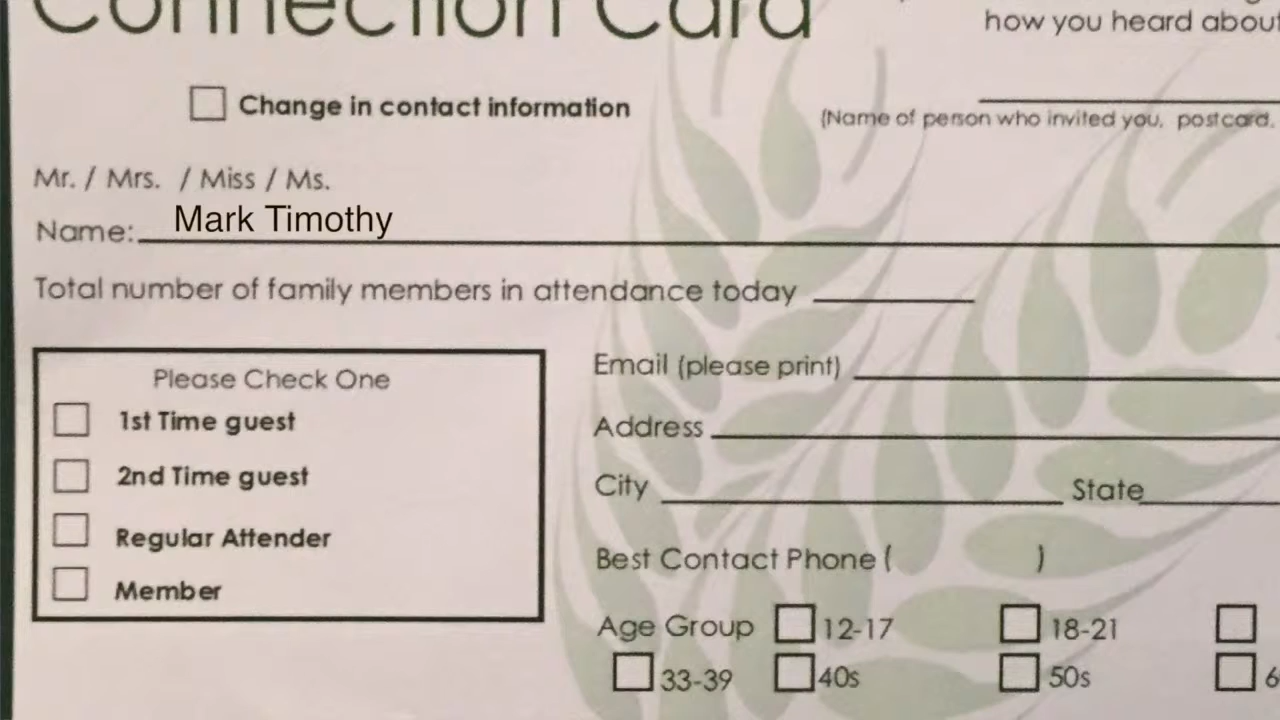 Connection Card
how you heard about
Change in contact information
(Name of person who invited you, postcard,
Mr. / Mrs. / Miss / Ms.
Name: Mark Timothy
Total number of family members in attendance today
Please Check One
1st Time guest
2nd Time guest
Regular Attender
Member
Email (please print)
Address
City State
Best Contact Phone ( )
Age Group 12-17 18-21
33-39 40s 50s 6